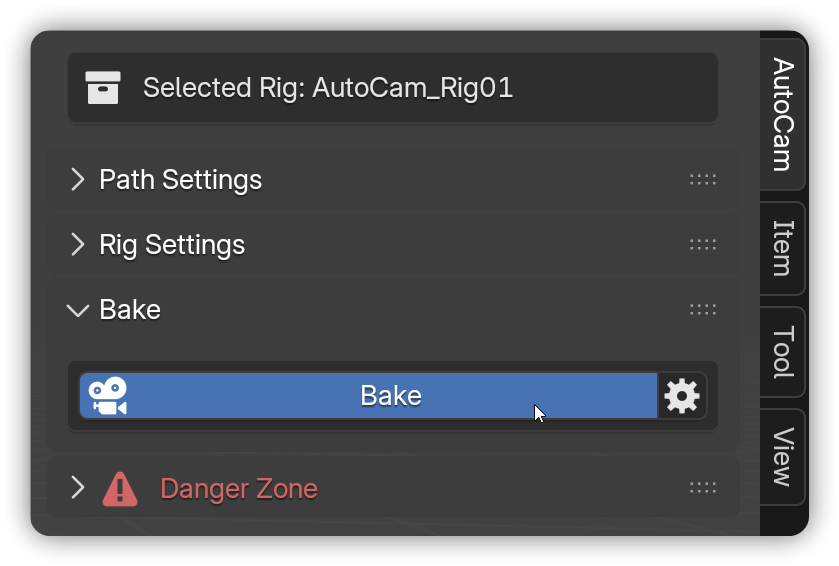 Selected Rig: AutoCam_Rig01
Path Settings
Rig Settings
Bake
Bake
Danger Zone
AutoCam
Item
Tool
View